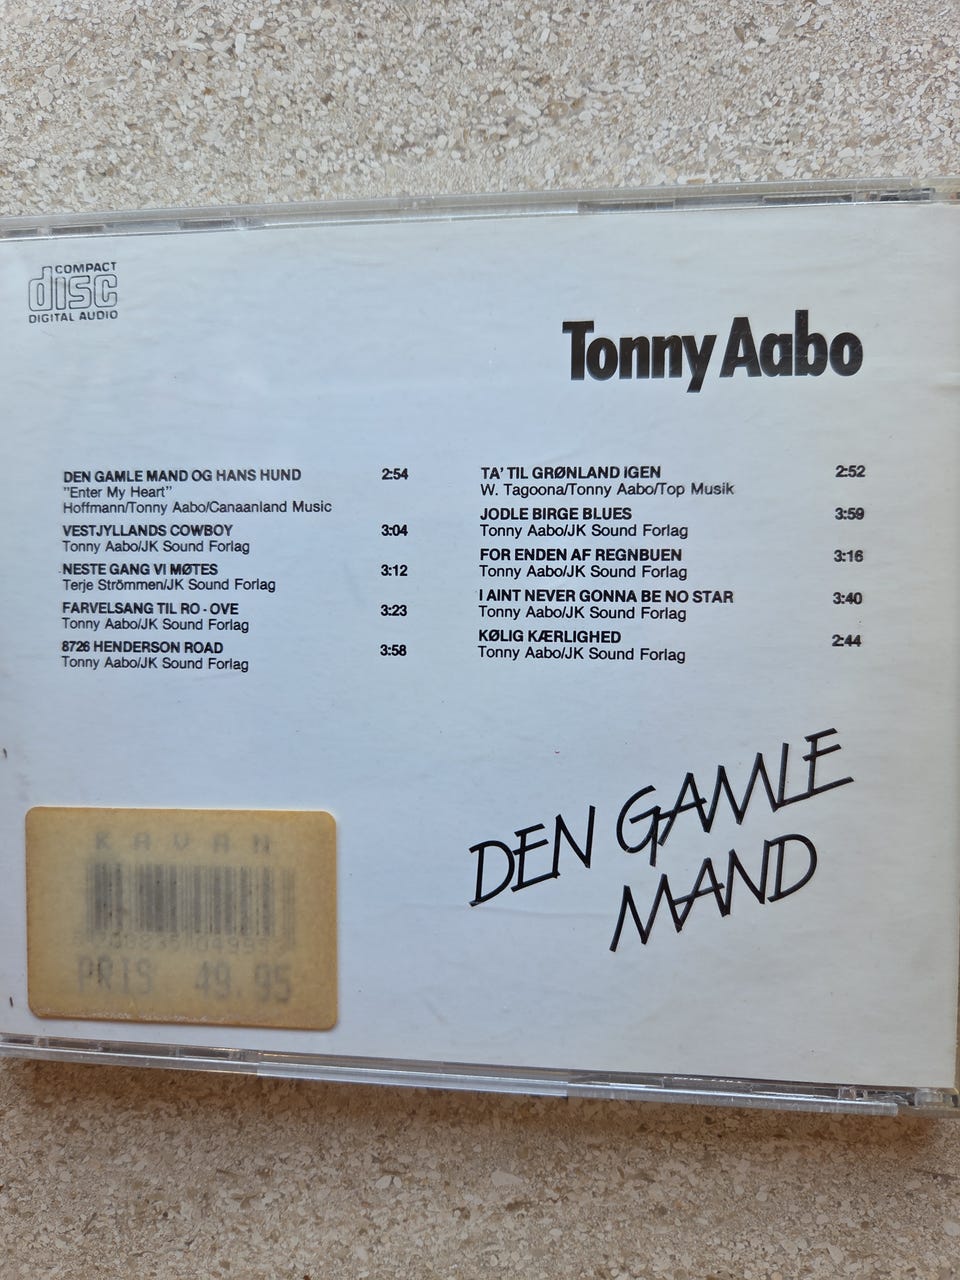 COMPACT
disc
DIGITAL AUDIO
Tonny Aabo
DEN GAMLE MAND OG HANS HUND 2:54
"Enter My Heart"
Hoffmann/Tonny Aabo/Canaanland Music
VESTJYLLANDS COWBOY 3:04
Tonny Aabo/JK Sound Forlag
NESTE GANG VI MØTES 3:12
Terje Strömmen/JK Sound Forlag
FARVELSANG TIL RO - OVE 3:23
Tonny Aabo/JK Sound Forlag
8726 HENDERSON ROAD 3:58
Tonny Aabo/JK Sound Forlag
TA' TIL GRØNLAND IGEN 2:52
W. Tagoona/Tonny Aabo/Top Musik
JODLE BIRGE BLUES 3:59
Tonny Aabo/JK Sound Forlag
FOR ENDEN AF REGNBUEN 3:16
Tonny Aabo/JK Sound Forlag
I AINT NEVER GONNA BE NO STAR 3:40
Tonny Aabo/JK Sound Forlag
KØLIG KÆRLIGHED 2:44
Tonny Aabo/JK Sound Forlag
DEN GAMLE
MAND
KAVAN
PRIS 49.95